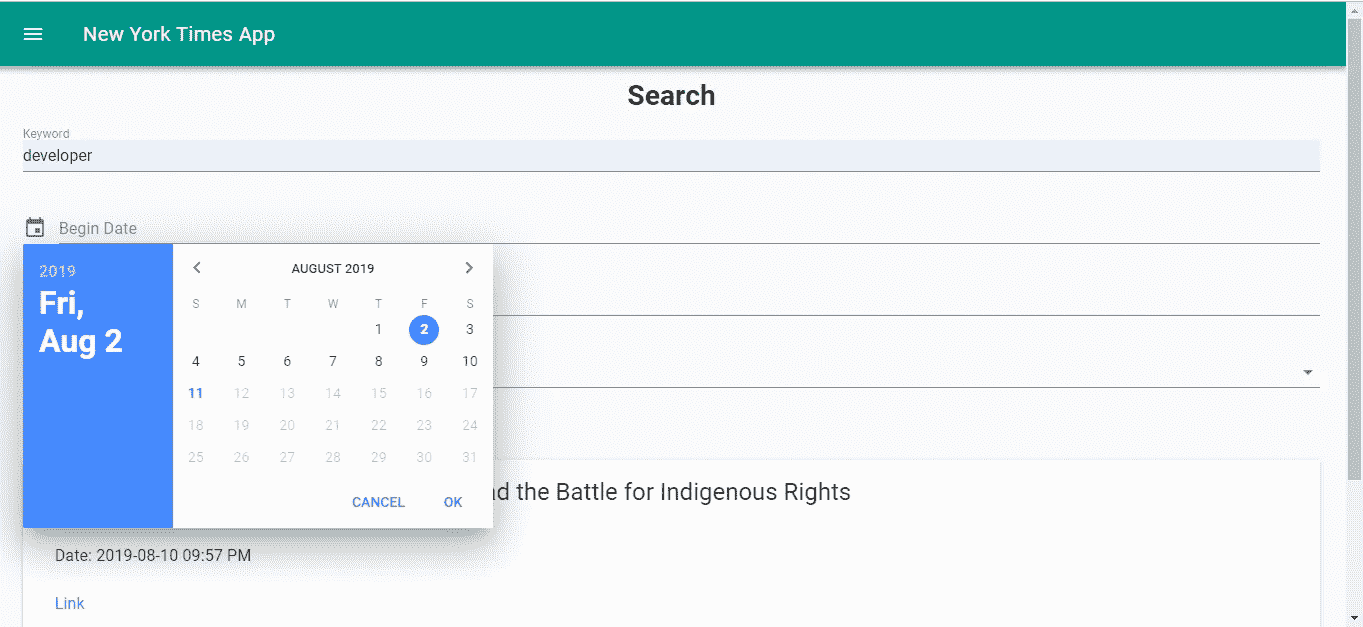 New York Times App
Search
Keyword
developer
Begin Date
2019
Fri,
Aug 2
AUGUST 2019
S M T W T F S
1 2 3
4 5 6 7 8 9 10
11 12 13 14 15 16 17
18 19 20 21 22 23 24
25 26 27 28 29 30 31
CANCEL OK
the Battle for Indigenous Rights
Date: 2019-08-10 09:57 PM
Link